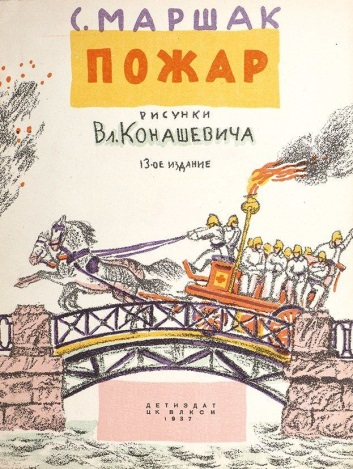 С. МАРШАК
ПОЖАР
РИСУНКИ
Вл. КОНАШЕВИЧА
13-ОЕ ИЗДАНИЕ
ДЕТИЗДАТ
ЦК ВЛКСМ
1937